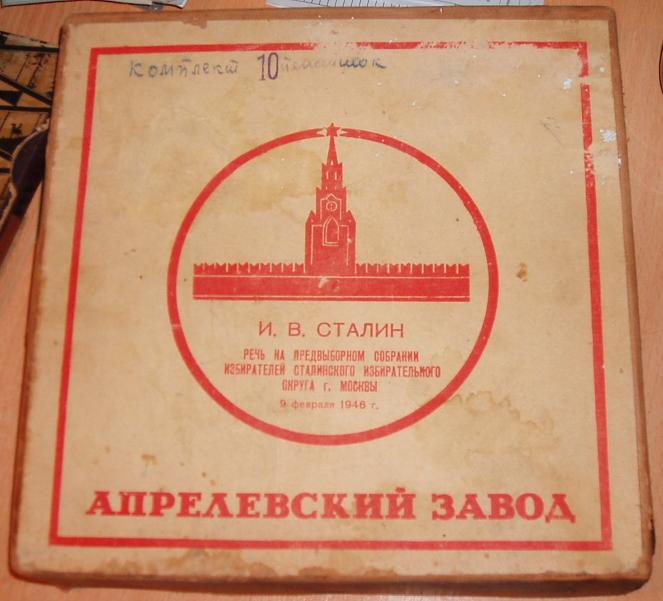 Комплект 10 пластинок
И. В. СТАЛИН
РЕЧЬ НА ПРЕДВЫБОРНОМ СОБРАНИИ
ИЗБИРАТЕЛЕЙ СТАЛИНСКОГО ИЗБИРАТЕЛЬНОГО
ОКРУГА г. МОСКВЫ
9 февраля 1946 г.
АПРЕЛЕВСКИЙ ЗАВОД